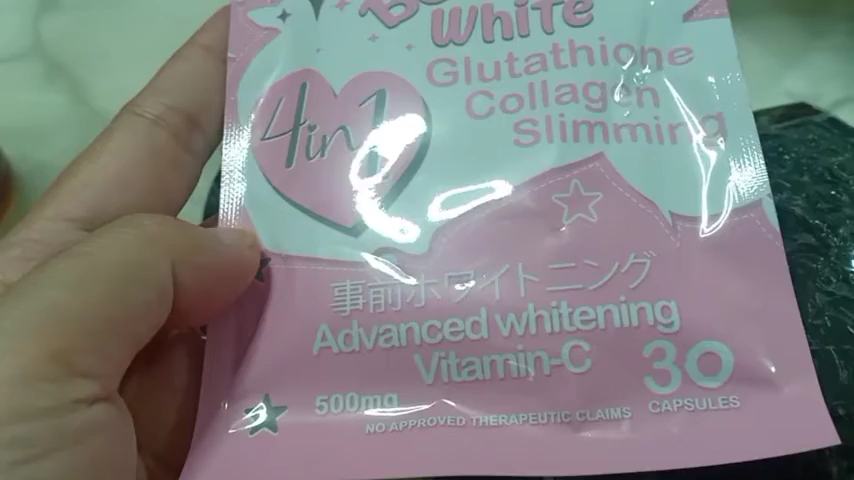 White
Glutathione
Collagen
Slimming
4in1
事前ホワイトニング
Advanced whitening
Vitamin-C
30
CAPSULES
500mg
NO APPROVED THERAPEUTIC CLAIMS